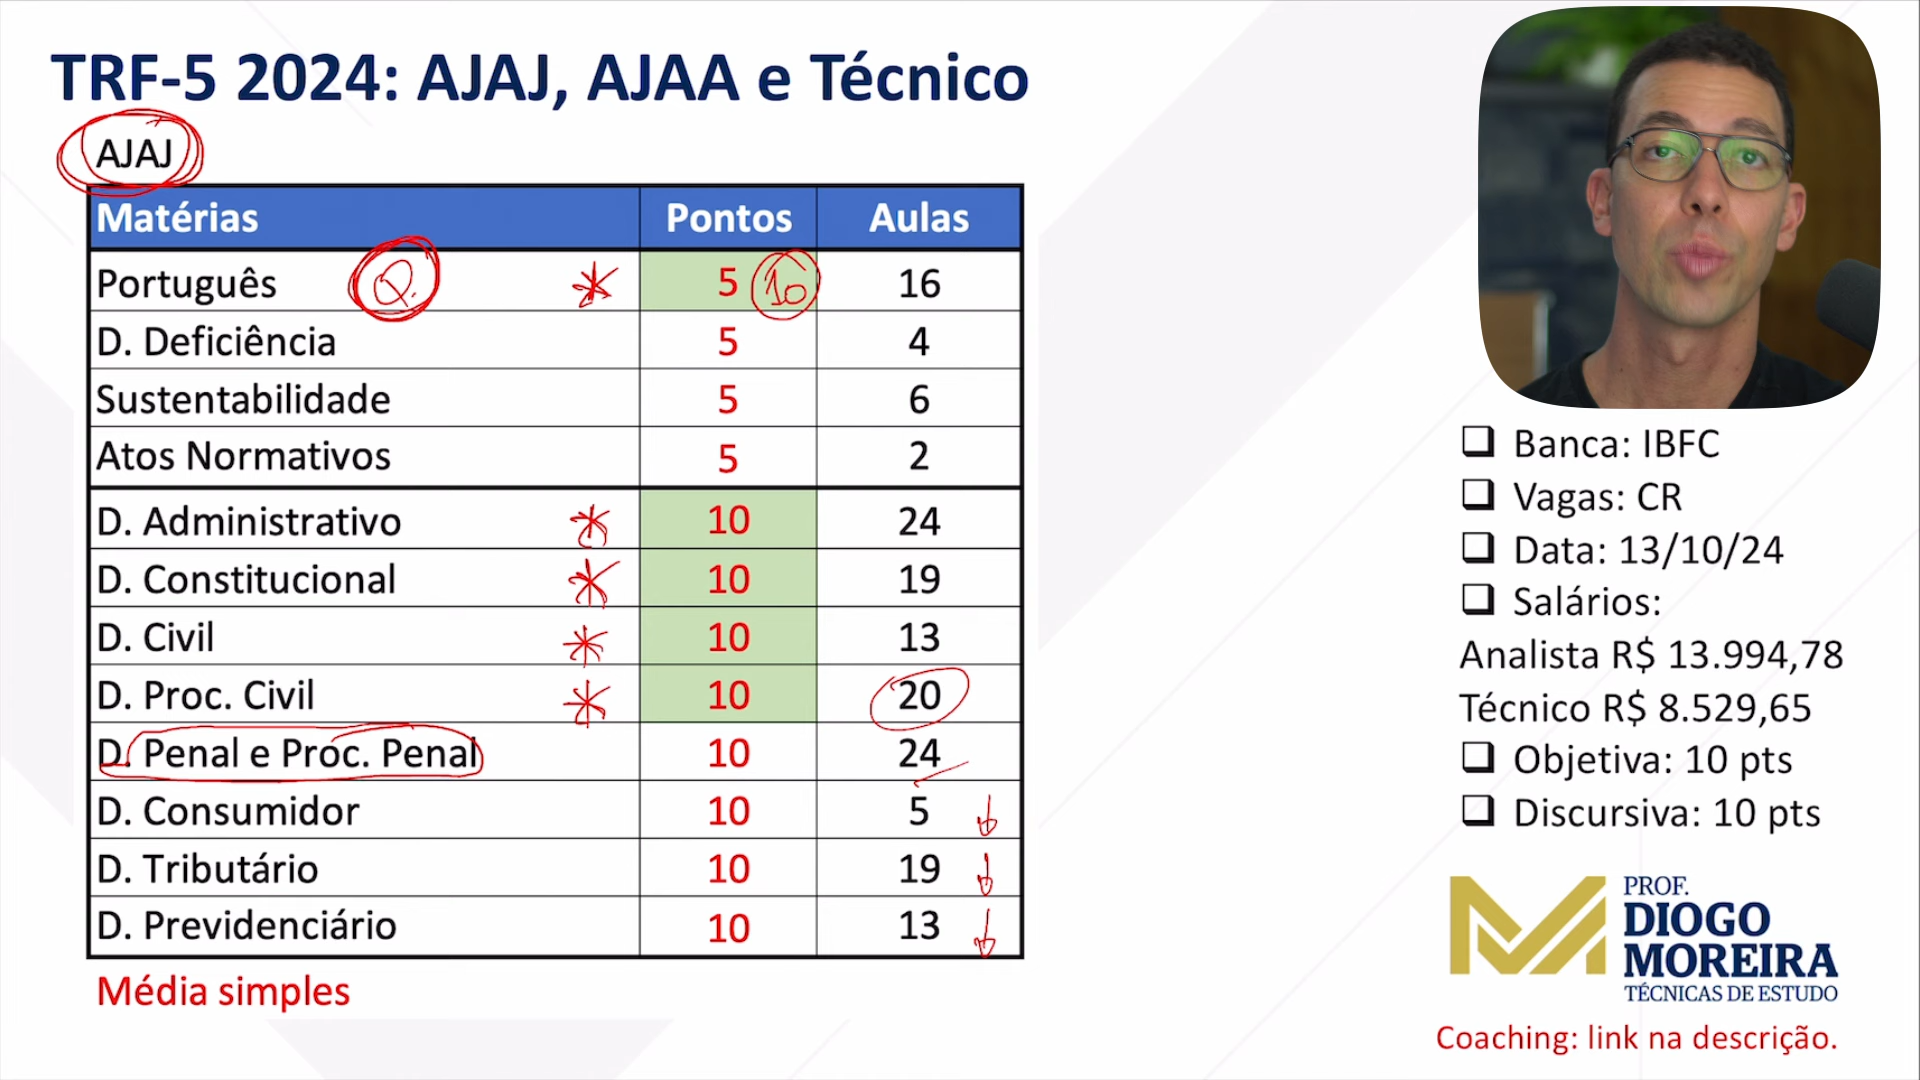 TRF-5 2024: AJAJ, AJAA e Técnico
AJAJ
Matérias Pontos Aulas
Português 5 10 16
D. Deficiência 5 4
Sustentabilidade 5 6
Atos Normativos 5 2
D. Administrativo 10 24
D. Constitucional 10 19
D. Civil 10 13
D. Proc. Civil 10 20
D. Penal e Proc. Penal 10 24
D. Consumidor 10 5
D. Tributário 10 19
D. Previdenciário 10 13
Média simples
Banca: IBFC
Vagas: CR
Data: 13/10/24
Salários:
Analista R$ 13.994,78
Técnico R$ 8.529,65
Objetiva: 10 pts
Discursiva: 10 pts
PROF.
DIOGO
MOREIRA
TÉCNICAS DE ESTUDO
Coaching: link na descrição.